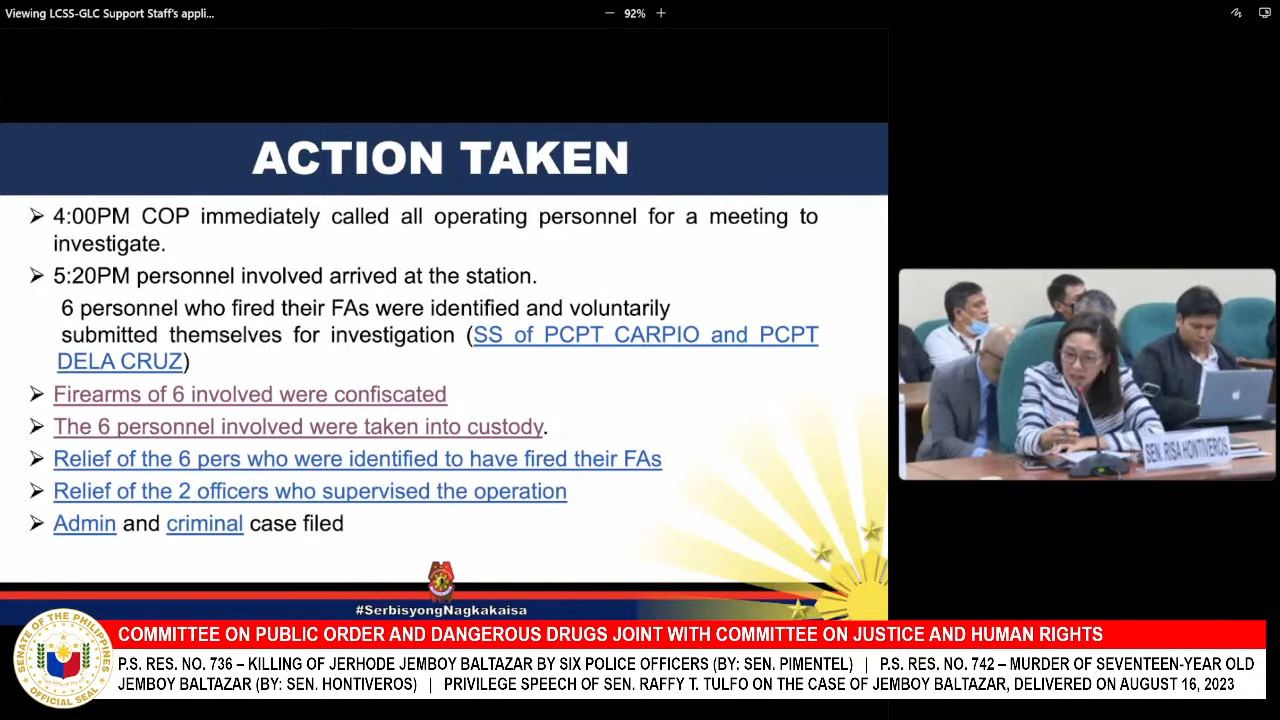 Viewing LCSS-GLC Support Staff's appli...
92%
ACTION TAKEN
4:00PM COP immediately called all operating personnel for a meeting to
investigate.
5:20PM personnel involved arrived at the station.
6 personnel who fired their FAs were identified and voluntarily
submitted themselves for investigation (SS of PCPT CARPIO and PCPT
DELA CRUZ)
Firearms of 6 involved were confiscated
The 6 personnel involved were taken into custody.
Relief of the 6 pers who were identified to have fired their FAs
Relief of the 2 officers who supervised the operation
Admin and criminal case filed
#SerbisyongNagkakaisa
SEN. RISA HONTIVEROS
SENATE OF THE PHILIPPINES
OFFICIAL SEAL
COMMITTEE ON PUBLIC ORDER AND DANGEROUS DRUGS JOINT WITH COMMITTEE ON JUSTICE AND HUMAN RIGHTS
P.S. RES. NO. 736 – KILLING OF JERHODE JEMBOY BALTAZAR BY SIX POLICE OFFICERS (BY: SEN. PIMENTEL) | P.S. RES. NO. 742 – MURDER OF SEVENTEEN-YEAR OLD
JEMBOY BALTAZAR (BY: SEN. HONTIVEROS) | PRIVILEGE SPEECH OF SEN. RAFFY T. TULFO ON THE CASE OF JEMBOY BALTAZAR, DELIVERED ON AUGUST 16, 2023